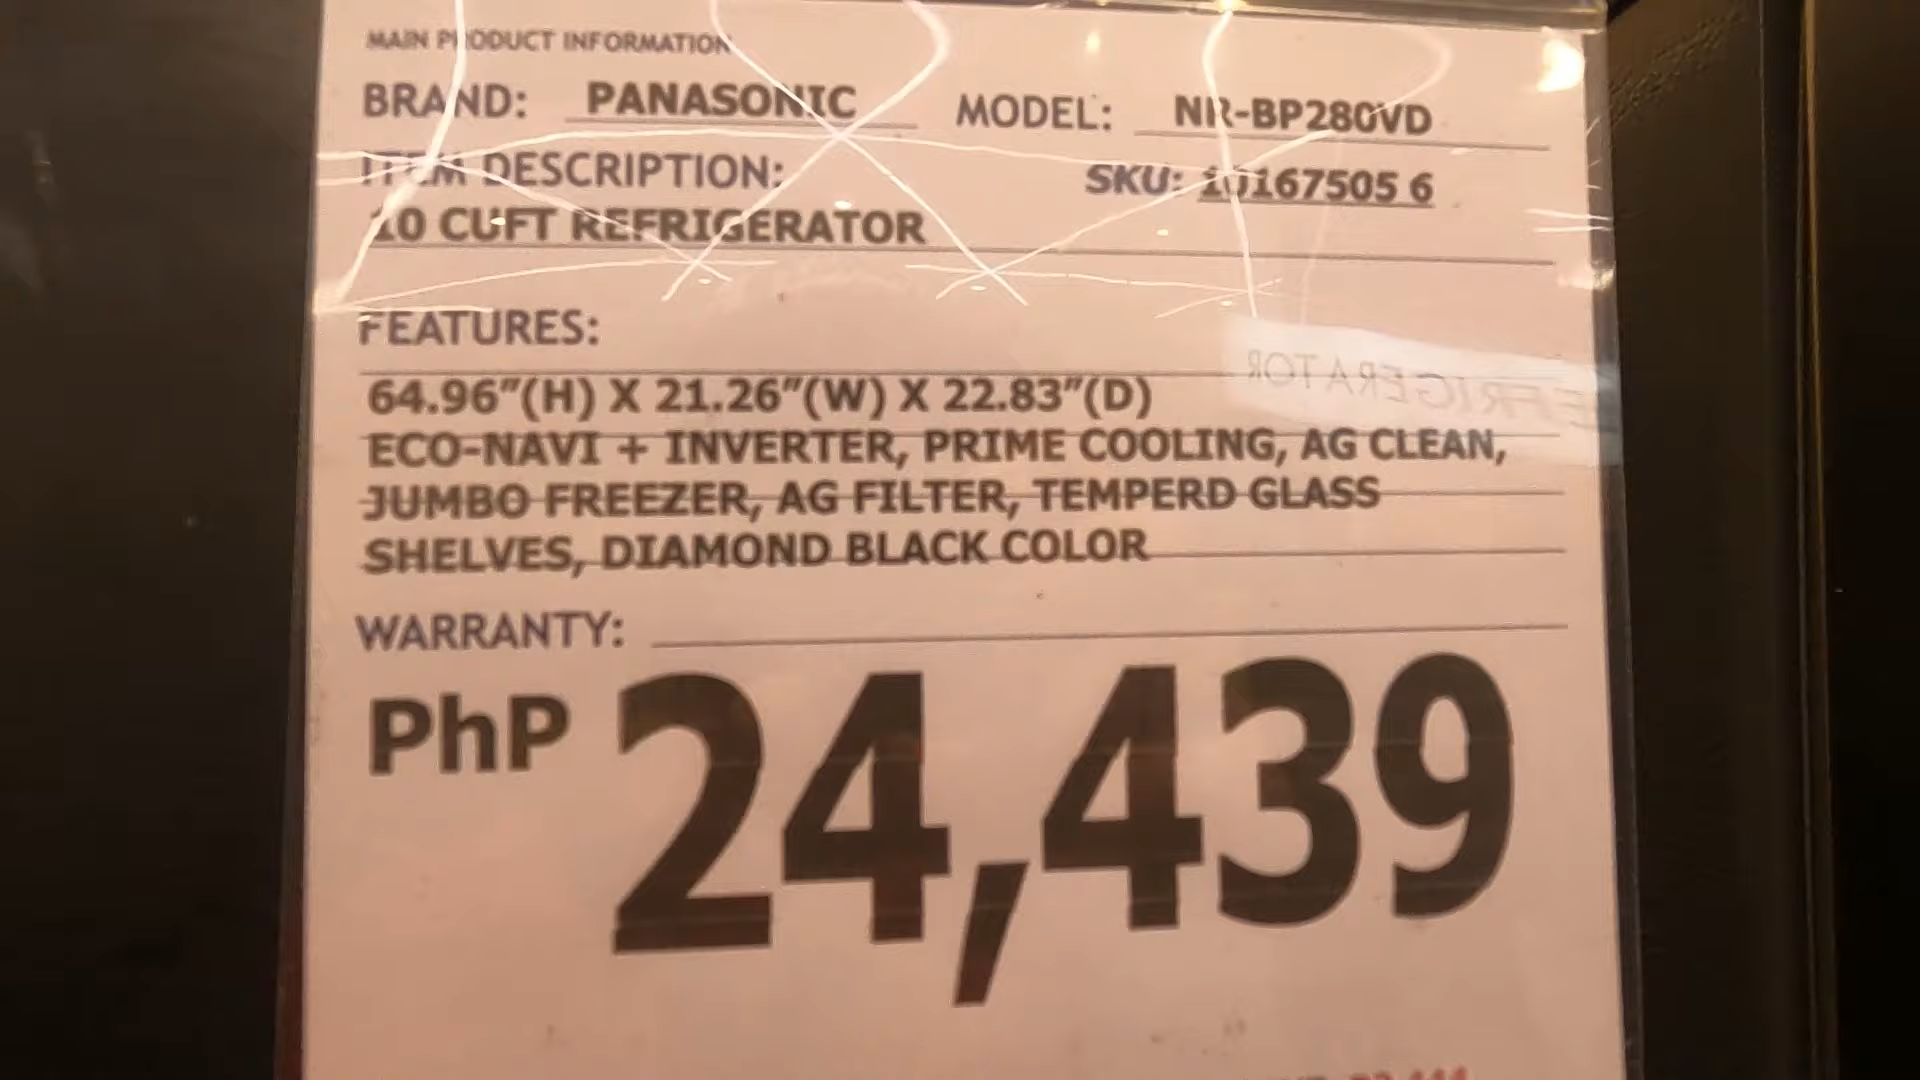 MAIN PRODUCT INFORMATION
BRAND: PANASONIC MODEL: NR-BP280VD
ITEM DESCRIPTION: SKU: 10167505 6
10 CUFT REFRIGERATOR
FEATURES:
REFRIGERATOR
64.96"(H) X 21.26"(W) X 22.83"(D)
ECO-NAVI + INVERTER, PRIME COOLING, AG CLEAN,
JUMBO FREEZER, AG FILTER, TEMPERD GLASS
SHELVES, DIAMOND BLACK COLOR
WARRANTY:
PhP 24,439